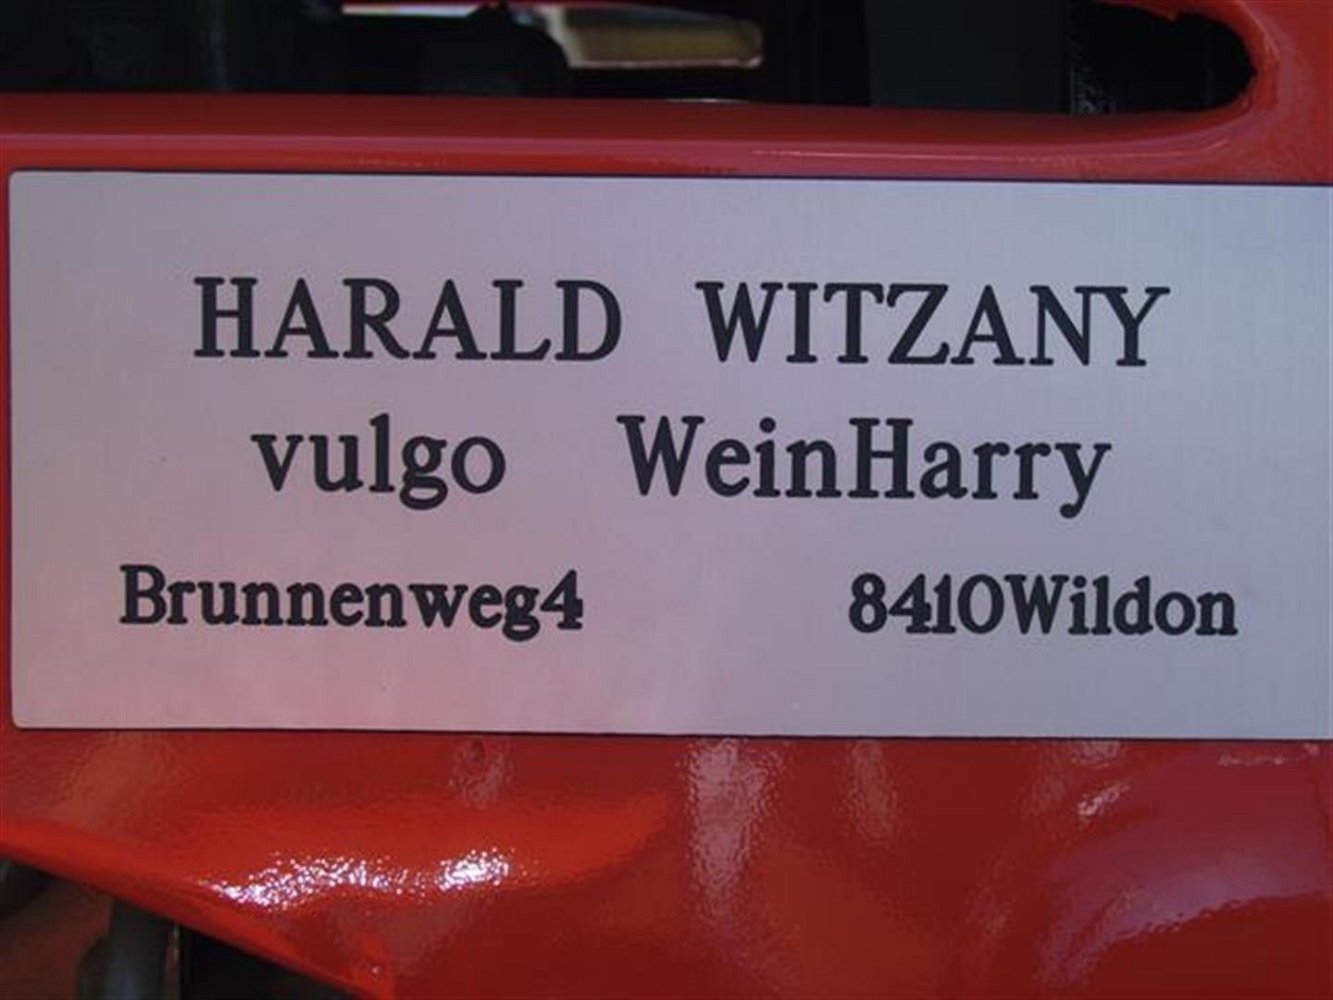 HARALD WITZANY
vulgo WeinHarry
Brunnenweg4 8410Wildon